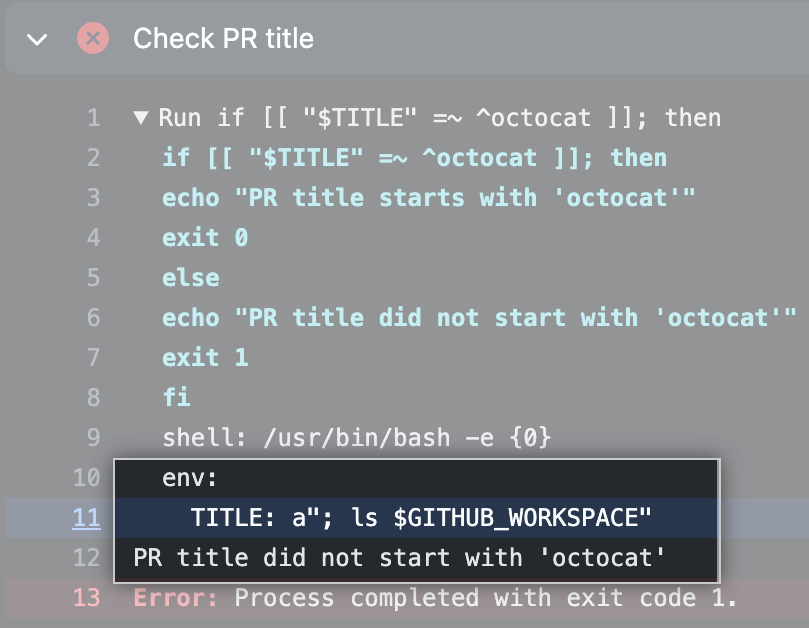 Check PR title
1 ▼ Run if [[ "$TITLE" =~ ^octocat ]]; then
2 if [[ "$TITLE" =~ ^octocat ]]; then
3 echo "PR title starts with 'octocat'"
4 exit 0
5 else
6 echo "PR title did not start with 'octocat'"
7 exit 1
8 fi
9 shell: /usr/bin/bash -e {0}
10 env:
11 TITLE: a"; ls $GITHUB_WORKSPACE"
12 PR title did not start with 'octocat'
13 Error: Process completed with exit code 1.